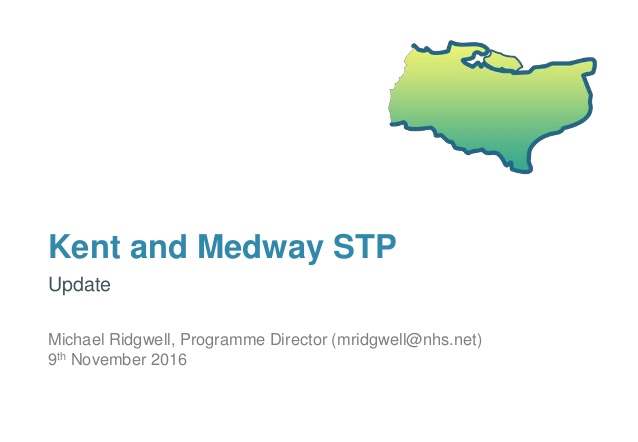 Kent and Medway STP
Update
Michael Ridgwell, Programme Director (mridgwell@nhs.net)
9th November 2016